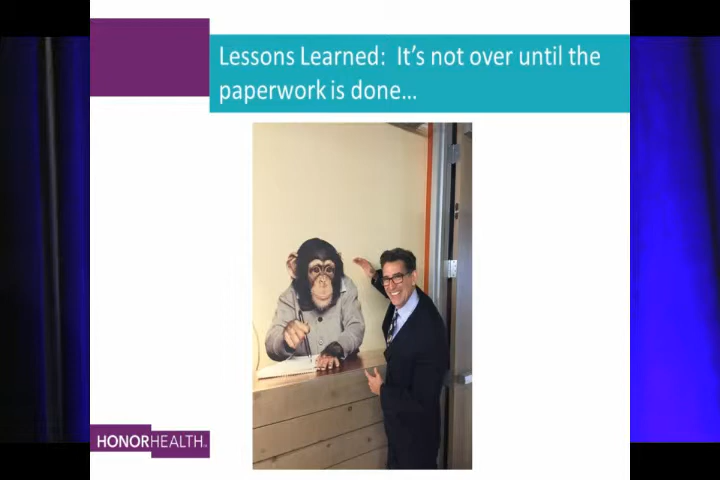 Lessons Learned:  It's not over until the
paperwork is done...
HONORHEALTH